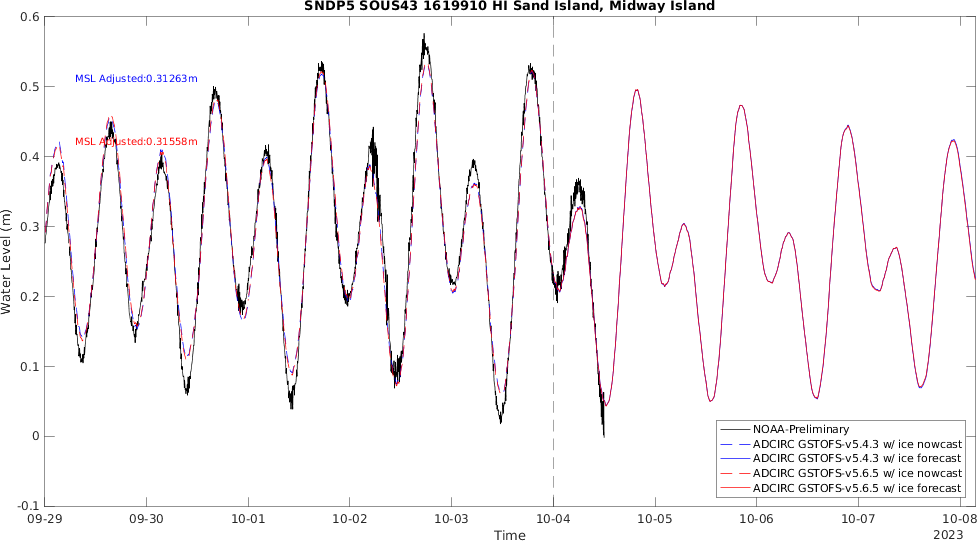 SNDP5 SOUS43 1619910 HI Sand Island, Midway Island
0.6
0.5
0.4
0.3
0.2
0.1
0
-0.1
Water Level (m)
MSL Adjusted:0.31263m
MSL Adjusted:0.31558m
NOAA-Preliminary
ADCIRC GSTOFS-v5.4.3 w/ ice nowcast
ADCIRC GSTOFS-v5.4.3 w/ ice forecast
ADCIRC GSTOFS-v5.6.5 w/ ice nowcast
ADCIRC GSTOFS-v5.6.5 w/ ice forecast
09-29 09-30 10-01 10-02 10-03 10-04 10-05 10-06 10-07 10-08
Time
2023